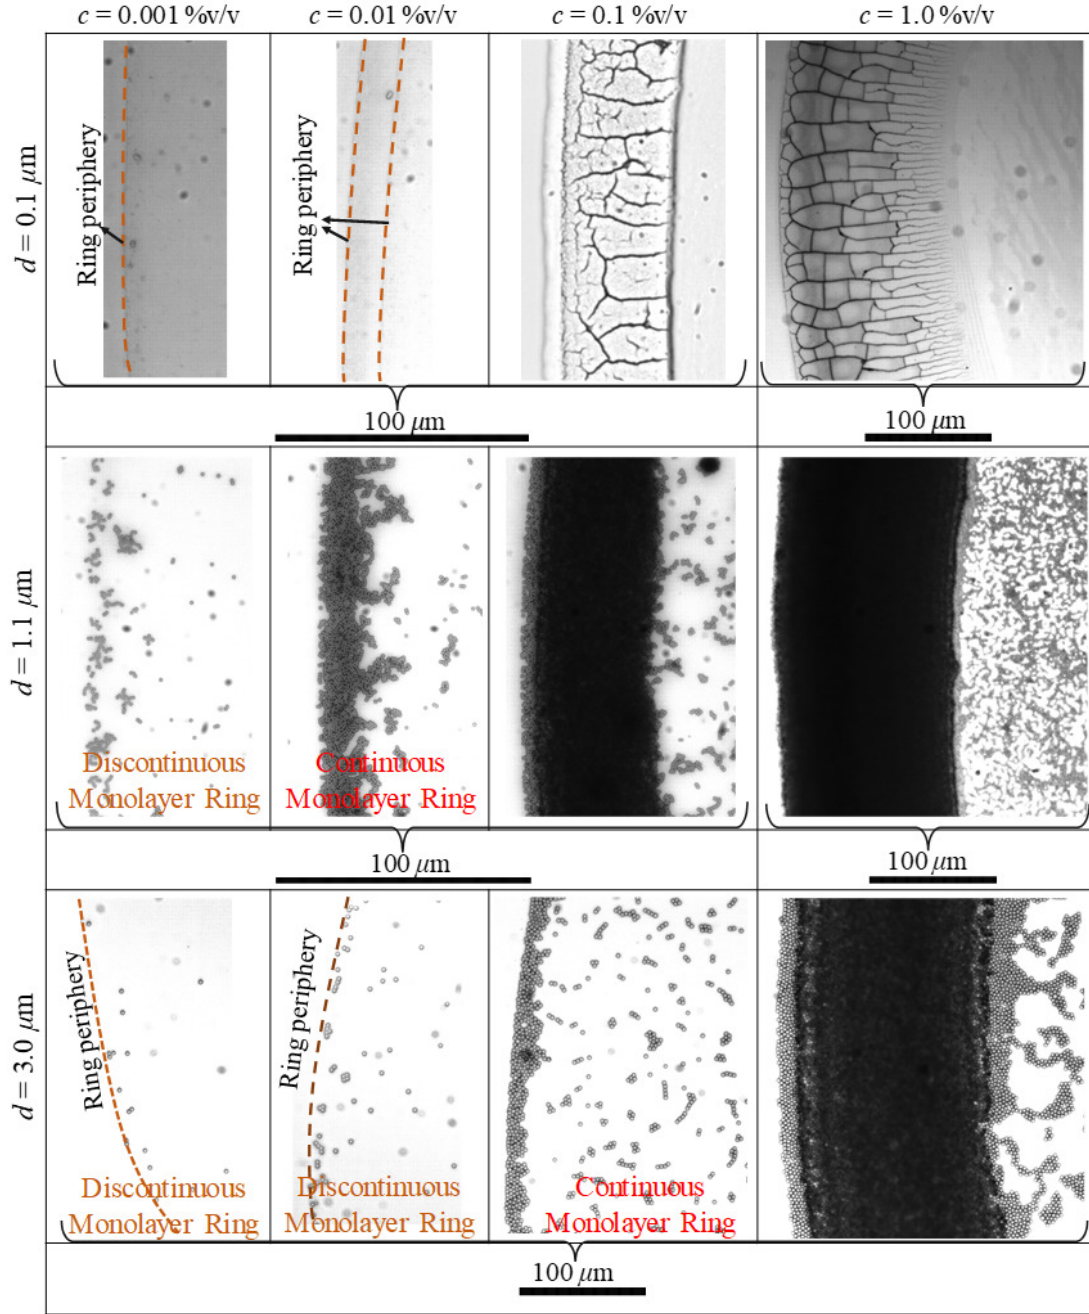 c = 0.001 %v/v
c = 0.01 %v/v
c = 0.1 %v/v
c = 1.0 %v/v
d = 0.1 μm
Ring periphery
Ring periphery
100 μm
100 μm
d = 1.1 μm
Discontinuous
Monolayer Ring
Continuous
Monolayer Ring
100 μm
100 μm
d = 3.0 μm
Ring periphery
Ring periphery
Discontinuous
Monolayer Ring
Discontinuous
Monolayer Ring
Continuous
Monolayer Ring
100 μm